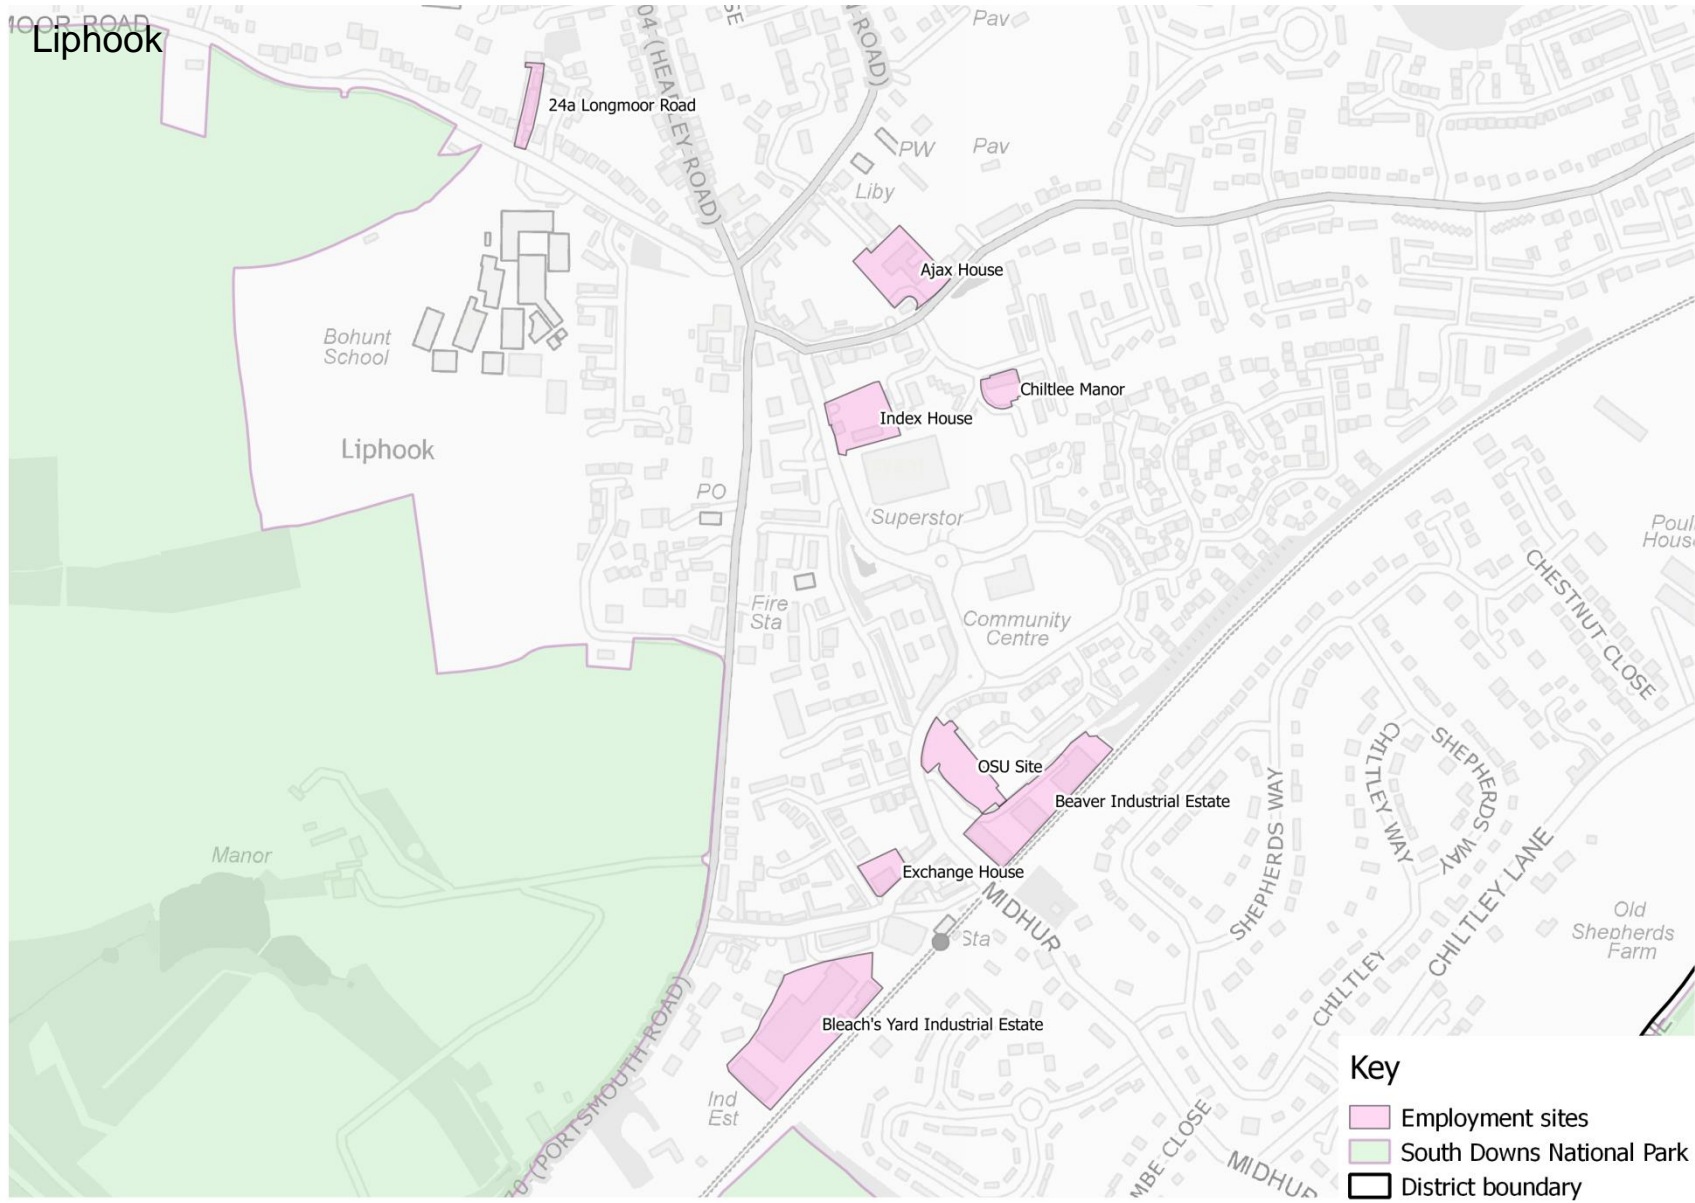 MOOR ROAD
Liphook
04 (HEADLEY ROAD)
ROAD)
Pav
24a Longmoor Road
PW
Pav
Liby
Ajax House
Bohunt
School
Chiltlee Manor
Index House
Liphook
PO
Superstor
Fire
Sta
Community
Centre
CHESTNUT CLOSE
OSU Site
Beaver Industrial Estate
SHEPHERDS WAY
CHILTLEY WAY
SHEPHERDS WAY
Manor
Exchange House
MIDHUR
Sta
CHILTLEY LANE
Old
Shepherds
Farm
CHILTLEY
Bleach's Yard Industrial Estate
Ind
Est
(PORTSMOUTH ROAD)
MBE CLOSE
MIDHUR
Key
Employment sites
South Downs National Park
District boundary